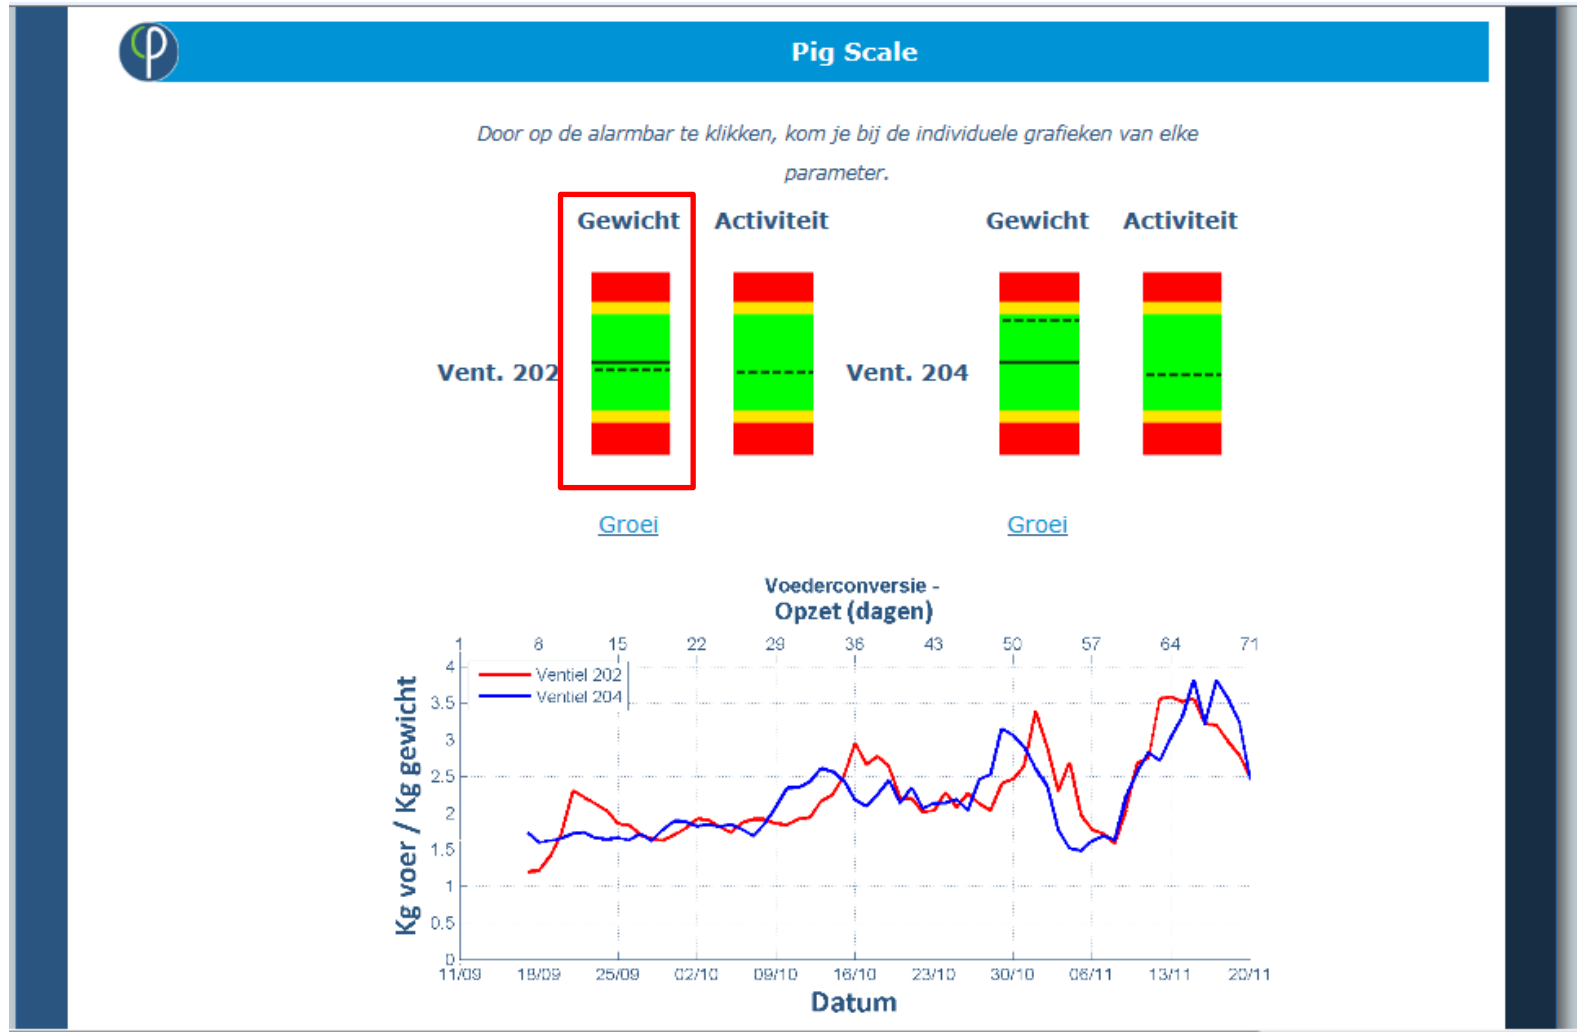 Pig Scale
Door op de alarmbar te klikken, kom je bij de individuele grafieken van elke
parameter.
Gewicht Activiteit Gewicht Activiteit
Vent. 202 Vent. 204
Groei Groei
Voederconversie -
Opzet (dagen)
1 8 15 22 29 36 43 50 57 64 71
Ventiel 202
Ventiel 204
4
3.5
3
2.5
2
1.5
1
0.5
0
Kg voer / Kg gewicht
11/09 18/09 25/09 02/10 09/10 16/10 23/10 30/10 06/11 13/11 20/11
Datum